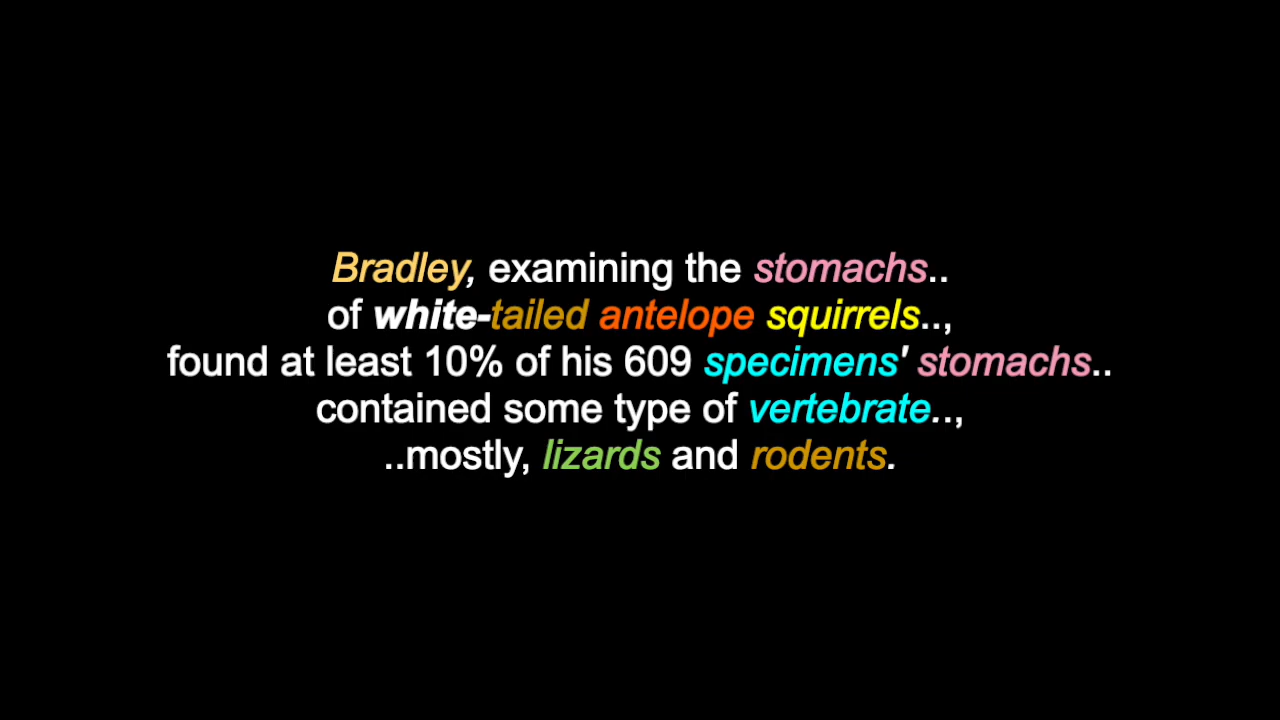 Bradley, examining the stomachs..
of white-tailed antelope squirrels..,
found at least 10% of his 609 specimens' stomachs..
contained some type of vertebrate..,
..mostly, lizards and rodents.